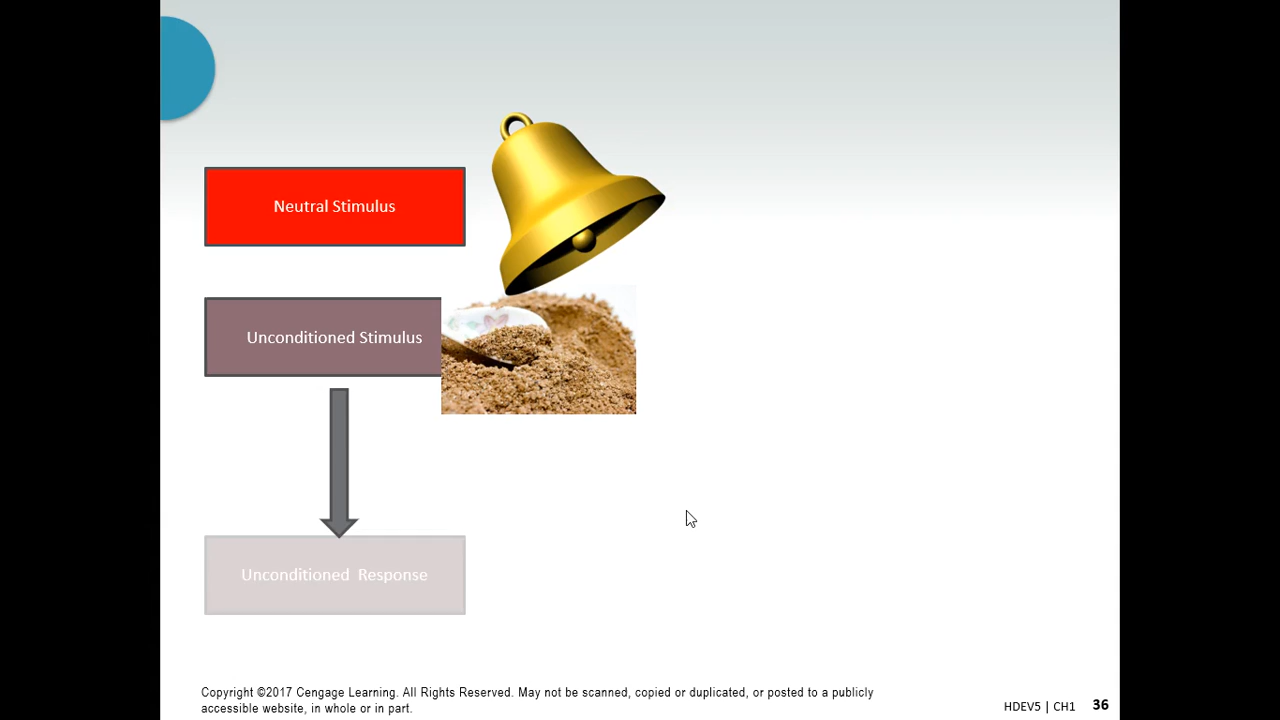 Neutral Stimulus
Unconditioned Stimulus
Unconditioned Response
Copyright ©2017 Cengage Learning. All Rights Reserved. May not be scanned, copied or duplicated, or posted to a publicly
accessible website, in whole or in part.
HDEV5 | CH1 36